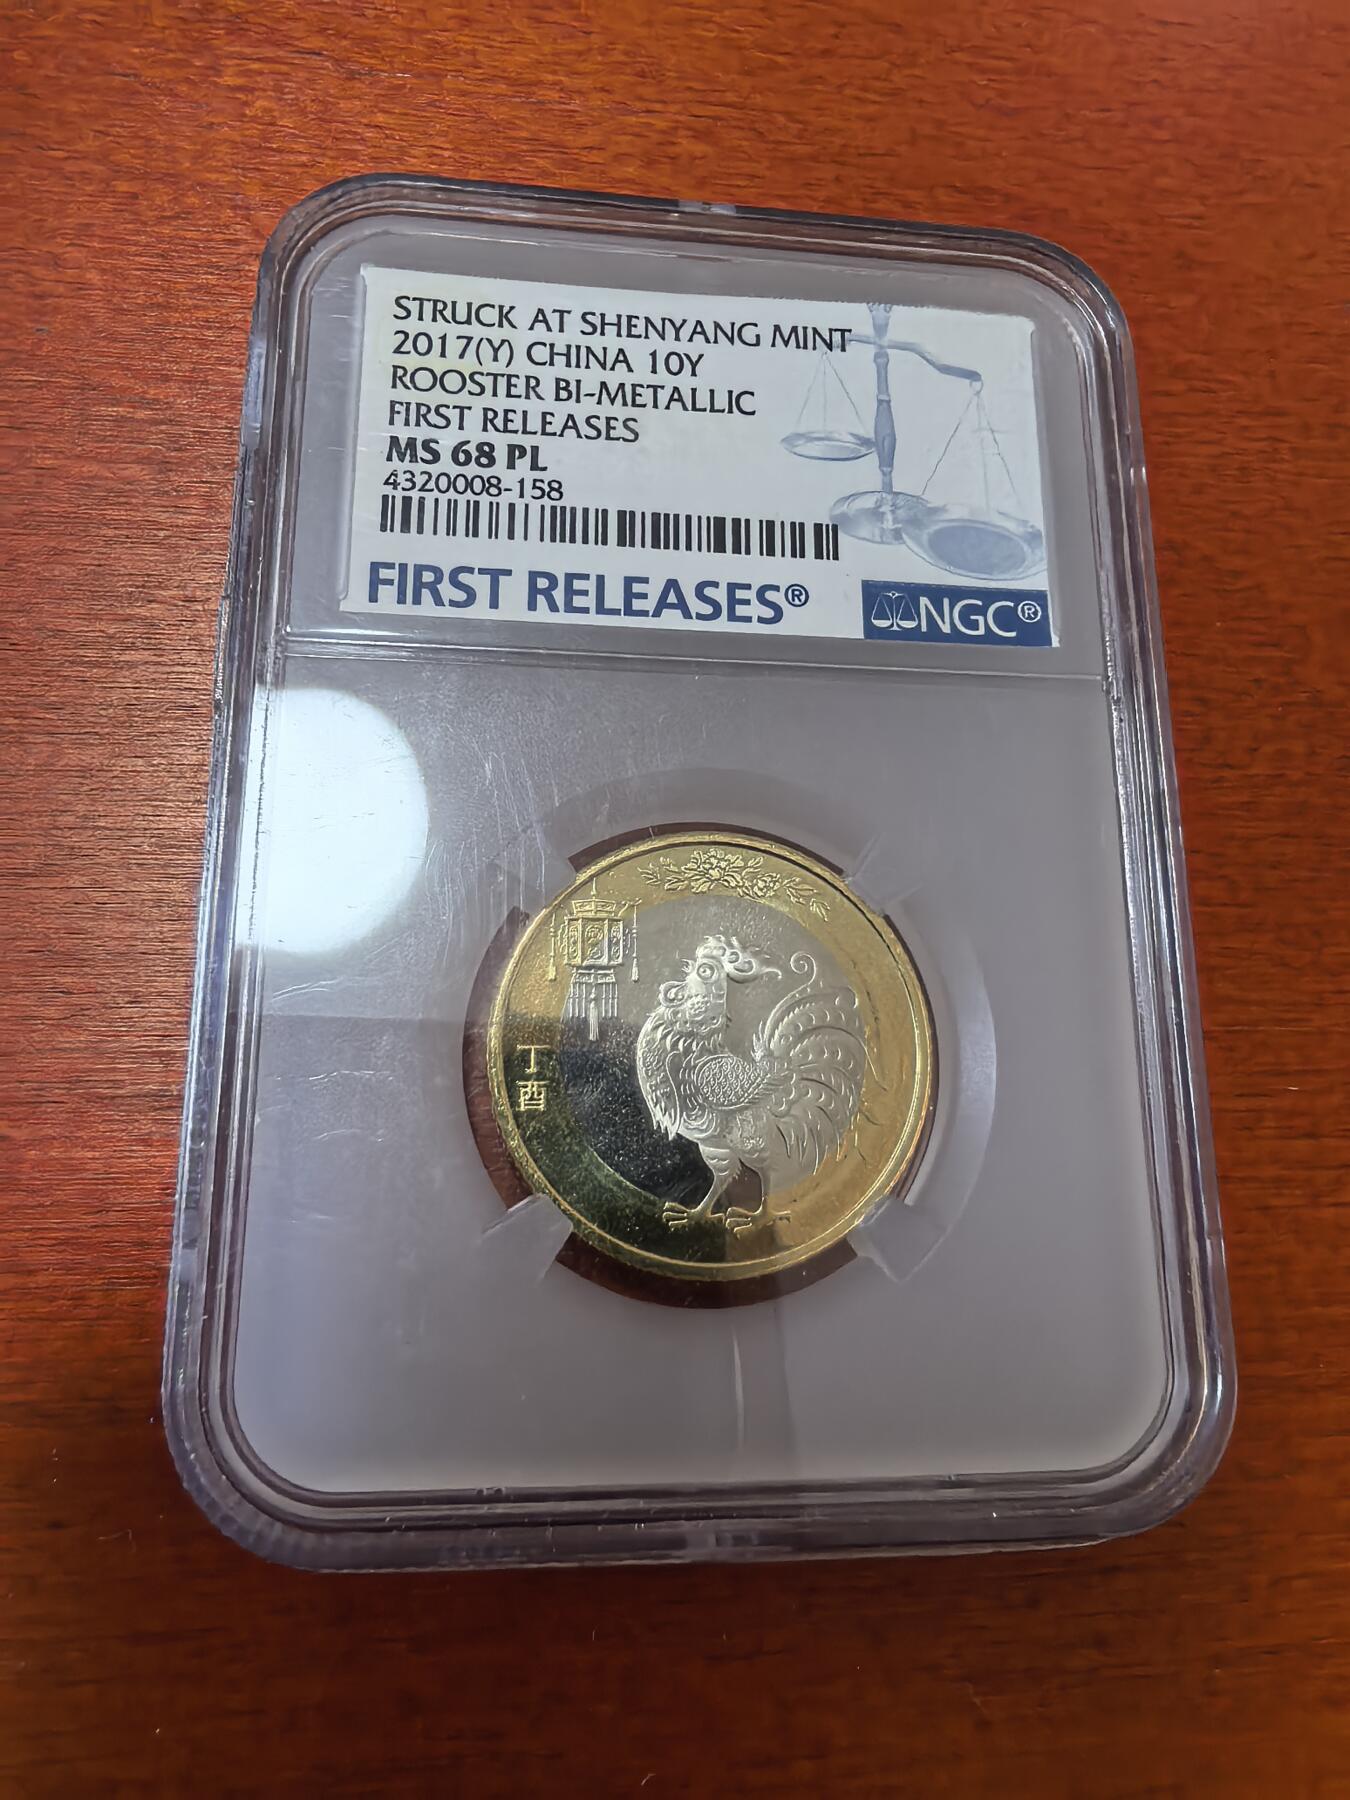 STRUCK AT SHENYANG MINT
2017(Y) CHINA 10Y
ROOSTER BI-METALLIC
FIRST RELEASES
MS 68 PL
4320008-158
FIRST RELEASES®
NGC®
丁
酉